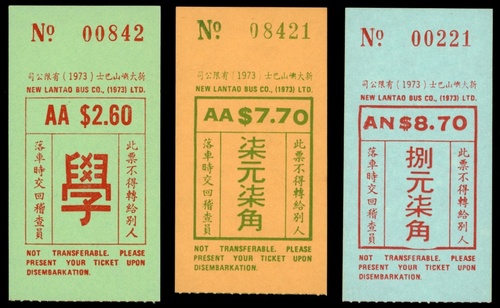 № 00842
新大嶼山巴士（1973）有限公司
NEW LANTAO BUS CO., (1973) LTD.
AA $2.60
此票不得轉給別人
學
落車時交回稽查員
NOT TRANSFERABLE. PLEASE
PRESENT YOUR TICKET UPON
DISEMBARKATION.
№ 08421
新大嶼山巴士（1973）有限公司
NEW LANTAO BUS CO., (1973) LTD.
AA $7.70
此票不得轉給別人
柒元柒角
落車時交回稽查員
NOT TRANSFERABLE. PLEASE
PRESENT YOUR TICKET UPON
DISEMBARKATION.
№ 00221
新大嶼山巴士（1973）有限公司
NEW LANTAO BUS CO., (1973) LTD.
AN $8.70
此票不得轉給別人
捌元柒角
落車時交回稽查員
NOT TRANSFERABLE. PLEASE
PRESENT YOUR TICKET UPON
DISEMBARKATION.